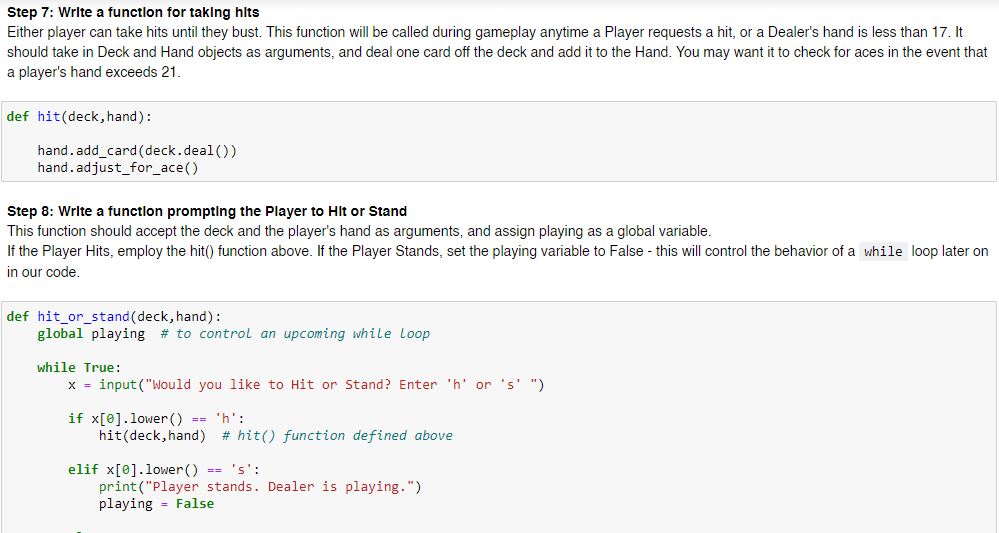 Step 7: Write a function for taking hits
Either player can take hits until they bust. This function will be called during gameplay anytime a Player requests a hit, or a Dealer's hand is less than 17. It
should take in Deck and Hand objects as arguments, and deal one card off the deck and add it to the Hand. You may want it to check for aces in the event that
a player's hand exceeds 21.
def hit(deck,hand):
hand.add_card(deck.deal())
hand.adjust_for_ace()
Step 8: Write a function prompting the Player to Hit or Stand
This function should accept the deck and the player's hand as arguments, and assign playing as a global variable.
If the Player Hits, employ the hit() function above. If the Player Stands, set the playing variable to False - this will control the behavior of a while loop later on
in our code.
def hit_or_stand(deck,hand):
global playing  # to control an upcoming while loop
while True:
x = input("Would you like to Hit or Stand? Enter 'h' or 's' ")
if x[0].lower() == 'h':
hit(deck,hand)  # hit() function defined above
elif x[0].lower() == 's':
print("Player stands. Dealer is playing.")
playing = False